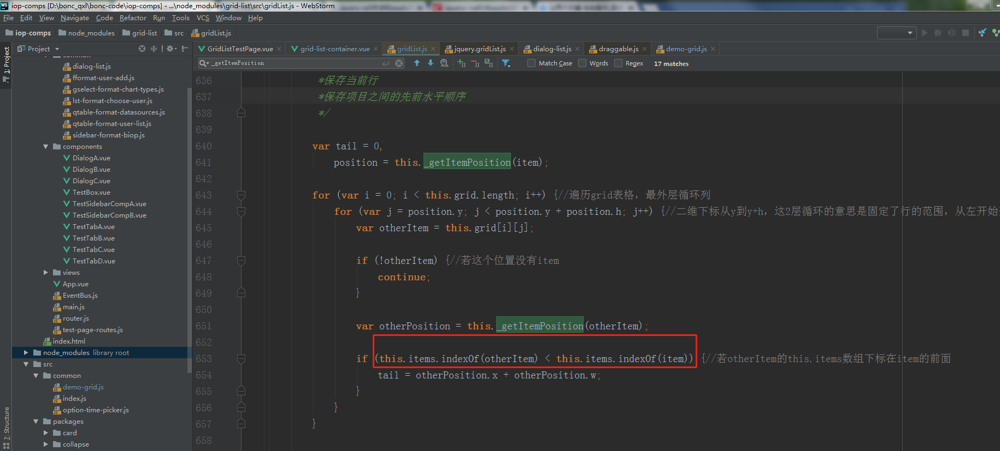 iop-comps [D:\bonc_qxl\bonc-code\iop-comps] - ...\node_modules\grid-list\src\gridList.js - WebStorm
File Edit View Navigate Code Refactor Run Tools VCS Window Help
iop-comps node_modules grid-list src gridList.js
1: Project
Project
GridListTestPage.vue grid-list-container.vue gridList.js jquery.gridList.js dialog-list.js draggable.js demo-grid.js
_getItemPosition Match Case Words Regex 17 matches
common
dialog-list.js
fformat-user-add.js
gselect-format-chart-types.js
lst-format-choose-user.js
qtable-format-datasources.js
qtable-format-user-list.js
sidebar-format-biop.js
components
DialogA.vue
DialogB.vue
DialogC.vue
TestBox.vue
TestSidebarCompA.vue
TestSidebarCompB.vue
TestTabA.vue
TestTabB.vue
TestTabC.vue
TestTabD.vue
views
App.vue
EventBus.js
main.js
router.js
test-page-routes.js
index.html
node_modules library root
src
common
demo-grid.js
index.js
option-time-picker.js
packages
card
collapse
7: Structure
636 *保存当前行
637 *保存项目之间的先前水平顺序
638 */
639
640 var tail = 0,
641 position = this._getItemPosition(item);
642
643 for (var i = 0; i < this.grid.length; i++) {//遍历grid表格，最外层循环列
644 for (var j = position.y; j < position.y + position.h; j++) {//二维下标从y到y+h，这2层循环的意思是固定了行的范围，从左开始
645 var otherItem = this.grid[i][j];
646
647 if (!otherItem) {//若这个位置没有item
648 continue;
649 }
650
651 var otherPosition = this._getItemPosition(otherItem);
652
653 if (this.items.indexOf(otherItem) < this.items.indexOf(item)) {//若otherItem的this.items数组下标在item的前面
654 tail = otherPosition.x + otherPosition.w;
655 }
656 }
657 }
658